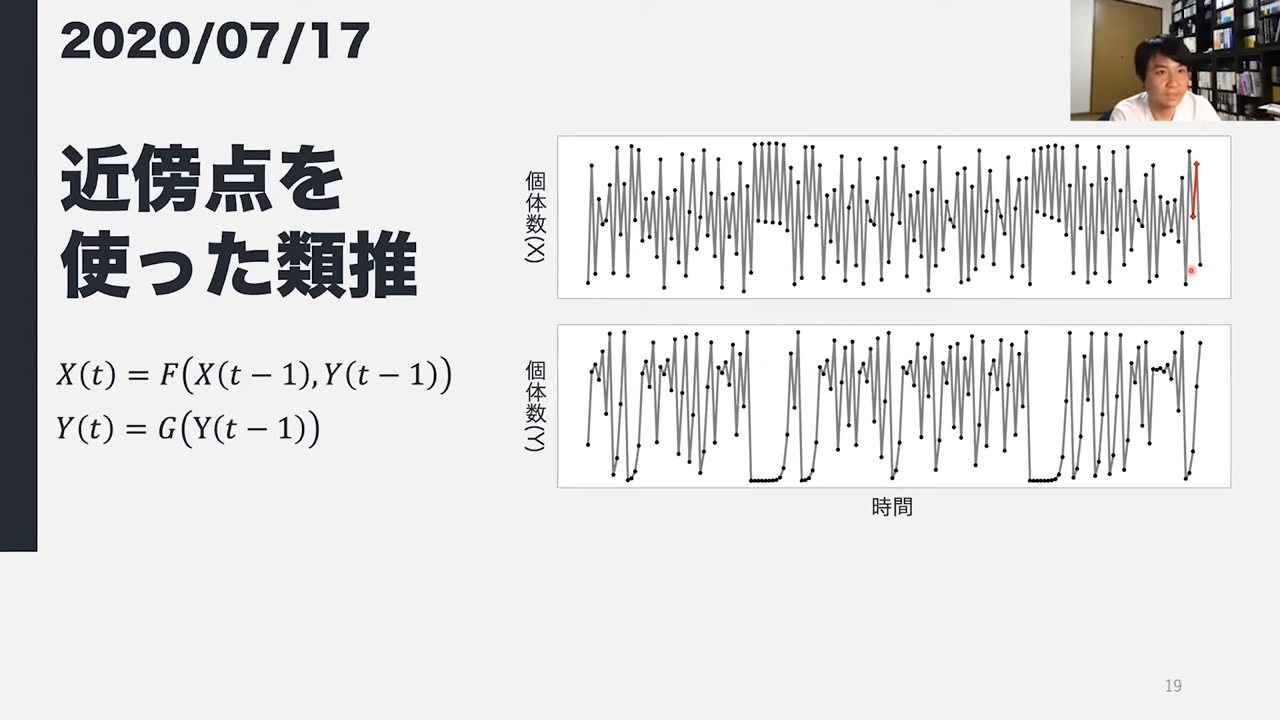 2020/07/17
近傍点を
使った類推
X(t) = F(X(t − 1), Y(t − 1))
Y(t) = G(Y(t − 1))
個体数(X)
個体数(Y)
時間
19